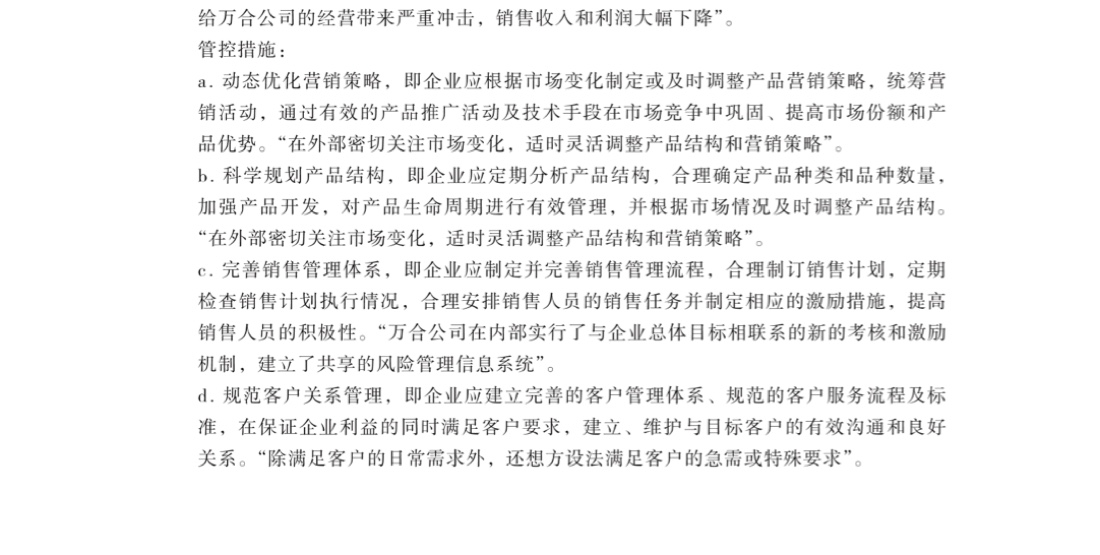 给万合公司的经营带来严重冲击，销售收入和利润大幅下降”。
管控措施：
a. 动态优化营销策略，即企业应根据市场变化制定或及时调整产品营销策略，统筹营
销活动，通过有效的产品推广活动及技术手段在市场竞争中巩固、提高市场份额和产
品优势。“在外部密切关注市场变化，适时灵活调整产品结构和营销策略”。
b. 科学规划产品结构，即企业应定期分析产品结构，合理确定产品种类和品种数量，
加强产品开发，对产品生命周期进行有效管理，并根据市场情况及时调整产品结构。
“在外部密切关注市场变化，适时灵活调整产品结构和营销策略”。
c. 完善销售管理体系，即企业应制定并完善销售管理流程，合理制订销售计划，定期
检查销售计划执行情况，合理安排销售人员的销售任务并制定相应的激励措施，提高
销售人员的积极性。“万合公司在内部实行了与企业总体目标相联系的新的考核和激励
机制，建立了共享的风险管理信息系统”。
d. 规范客户关系管理，即企业应建立完善的客户管理体系、规范的客户服务流程及标
准，在保证企业利益的同时满足客户要求，建立、维护与目标客户的有效沟通和良好
关系。“除满足客户的日常需求外，还想方设法满足客户的急需或特殊要求”。